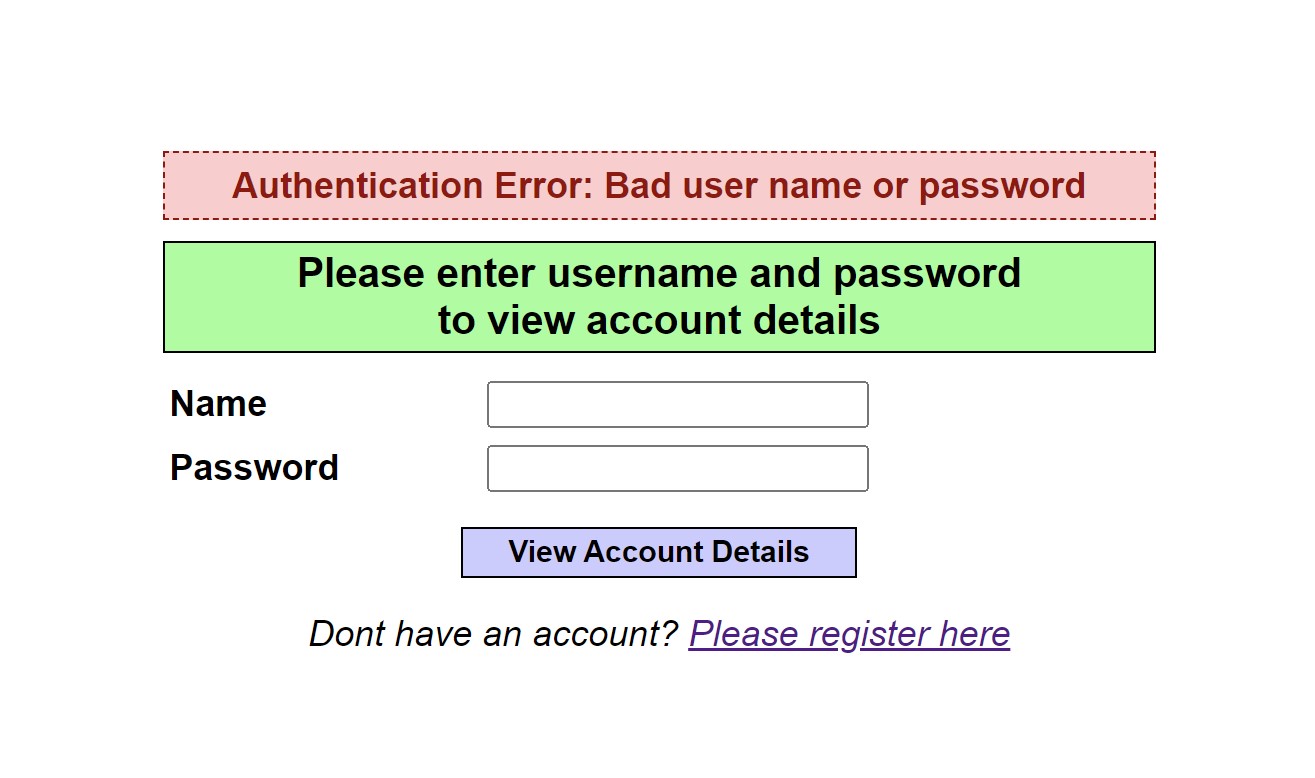 Authentication Error: Bad user name or password
Please enter username and password
to view account details
Name
Password
View Account Details
Dont have an account? Please register here